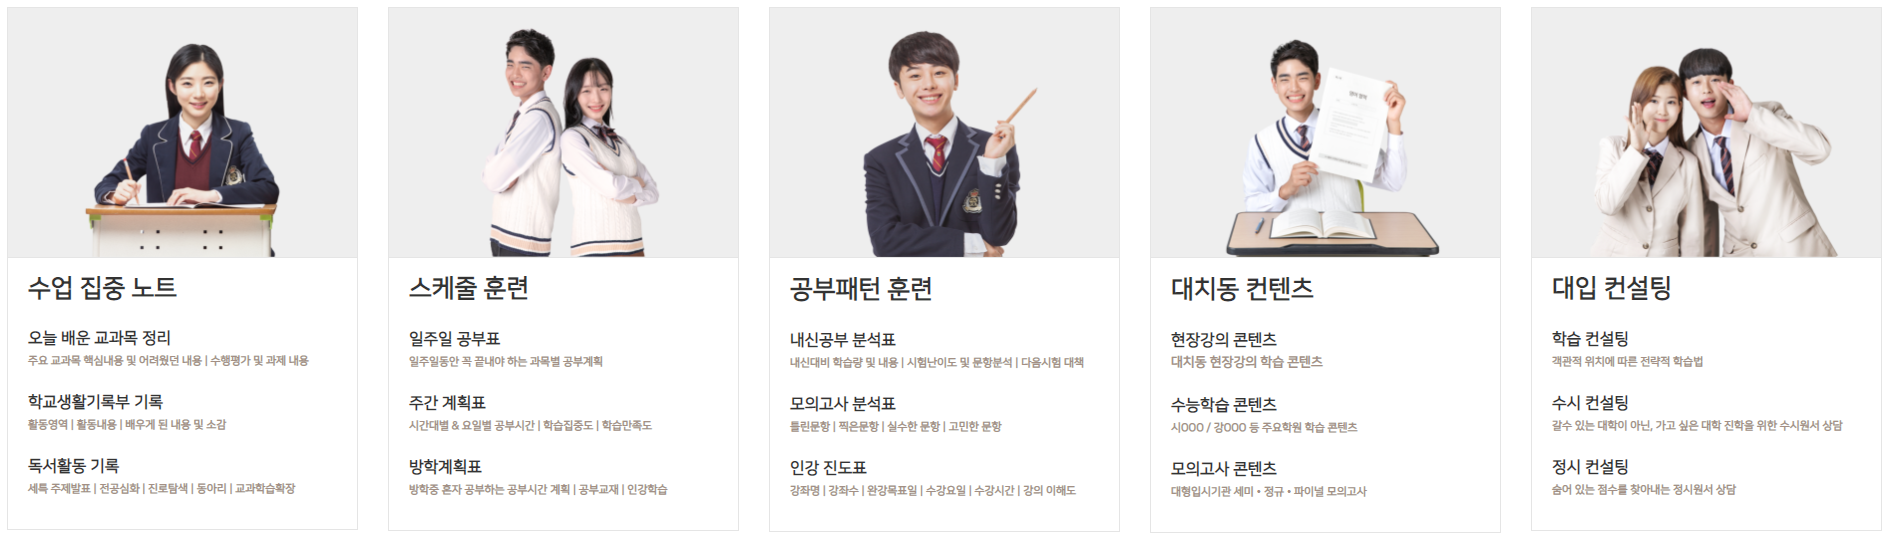 수업 집중 노트
오늘 배운 교과목 정리
주요 교과목 핵심내용 및 어려웠던 내용 | 수행평가 및 과제 내용
학교생활기록부 기록
활동영역 | 활동내용 | 배우게 된 내용 및 소감
독서활동 기록
세특 주제발표 | 전공심화 | 진로탐색 | 동아리 | 교과학습확장
스케줄 훈련
일주일 공부표
일주일동안 꼭 끝내야 하는 과목별 공부계획
주간 계획표
시간대별 & 요일별 공부시간 | 학습집중도 | 학습만족도
방학계획표
방학중 혼자 공부하는 공부시간 계획 | 공부교재 | 인강학습
공부패턴 훈련
내신공부 분석표
내신대비 학습량 및 내용 | 시험난이도 및 문항분석 | 다음시험 대책
모의고사 분석표
틀린문항 | 찍은문항 | 실수한 문항 | 고민한 문항
인강 진도표
강좌명 | 강좌수 | 완강목표일 | 수강요일 | 수강시간 | 강의 이해도
대치동 컨텐츠
현장강의 콘텐츠
대치동 현장강의 학습 콘텐츠
수능학습 콘텐츠
시OOO / 강OOO 등 주요학원 학습 콘텐츠
모의고사 콘텐츠
대형입시기관 세미 • 정규 • 파이널 모의고사
대입 컨설팅
학습 컨설팅
객관적 위치에 따른 전략적 학습법
수시 컨설팅
갈수 있는 대학이 아닌, 가고 싶은 대학 진학을 위한 수시원서 상담
정시 컨설팅
숨어 있는 점수를 찾아내는 정시원서 상담